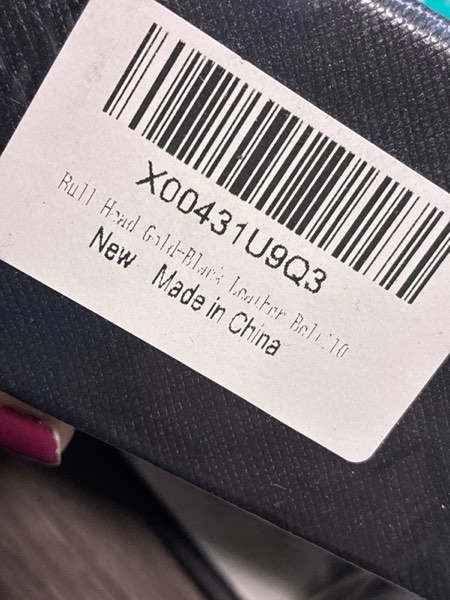 X00431U9Q3
Bull Head Gold-Black Leather Belt
New Made in China